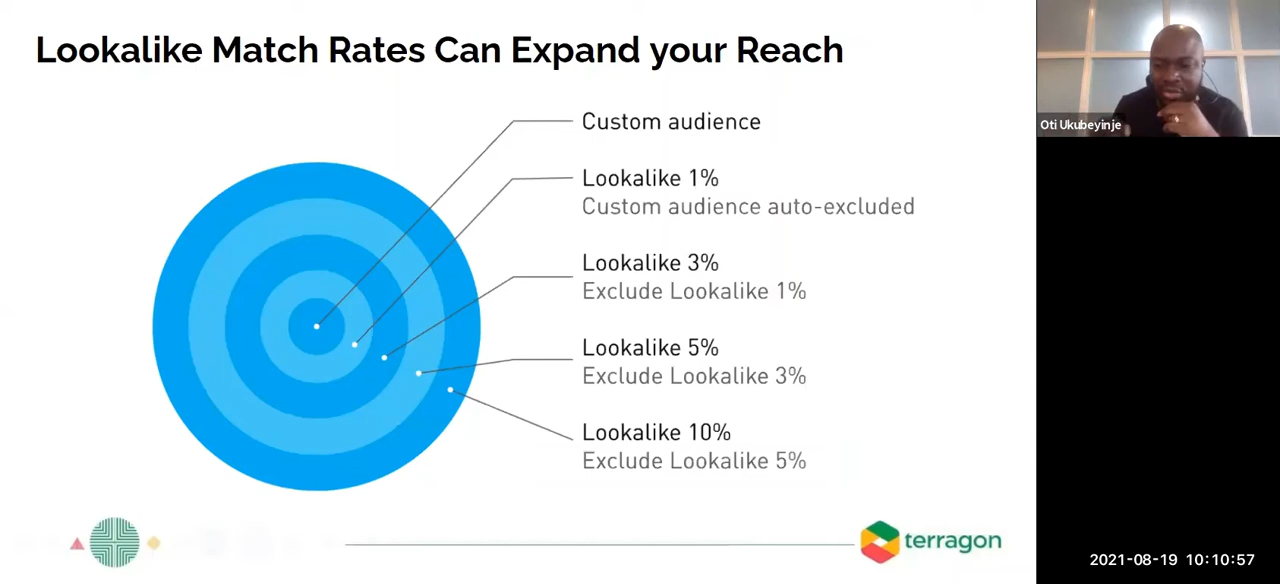 Lookalike Match Rates Can Expand your Reach
Custom audience
Lookalike 1%
Custom audience auto-excluded
Lookalike 3%
Exclude Lookalike 1%
Lookalike 5%
Exclude Lookalike 3%
Lookalike 10%
Exclude Lookalike 5%
terragon
Oti Ukubeyinje
2021-08-19 10:10:57